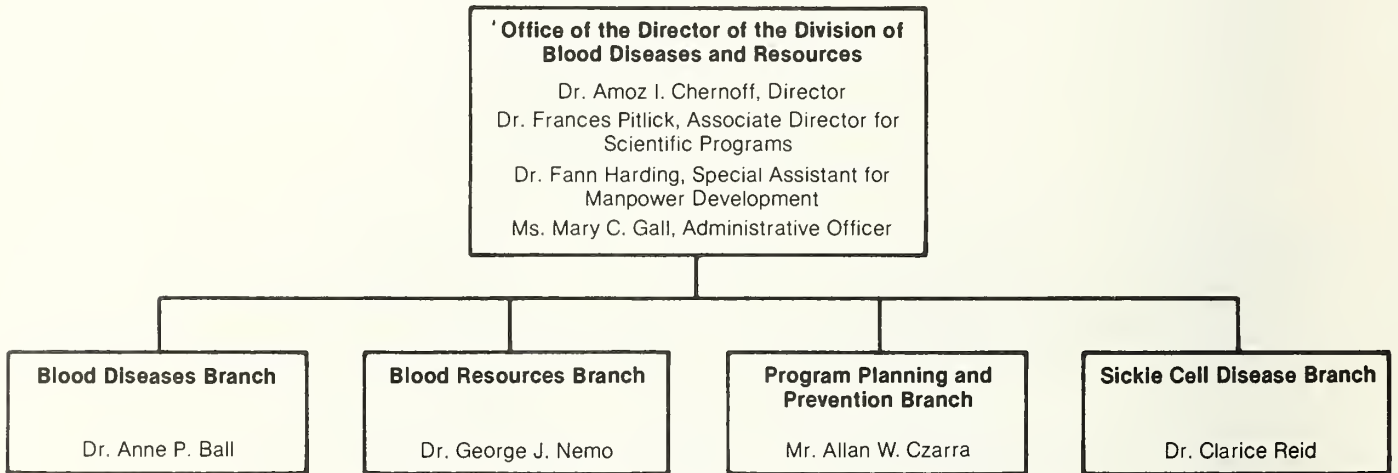 ' Office of the Director of the Division of
Blood Diseases and Resources
Dr. Amoz I. Chernoff, Director
Dr. Frances Pitlick, Associate Director for
Scientific Programs
Dr. Fann Harding, Special Assistant for
Manpower Development
Ms. Mary C. Gall, Administrative Officer
Blood Diseases Branch
Dr. Anne P. Ball
Blood Resources Branch
Dr. George J. Nemo
Program Planning and
Prevention Branch
Mr. Allan W. Czarra
Sickle Cell Disease Branch
Dr. Clarice Reid